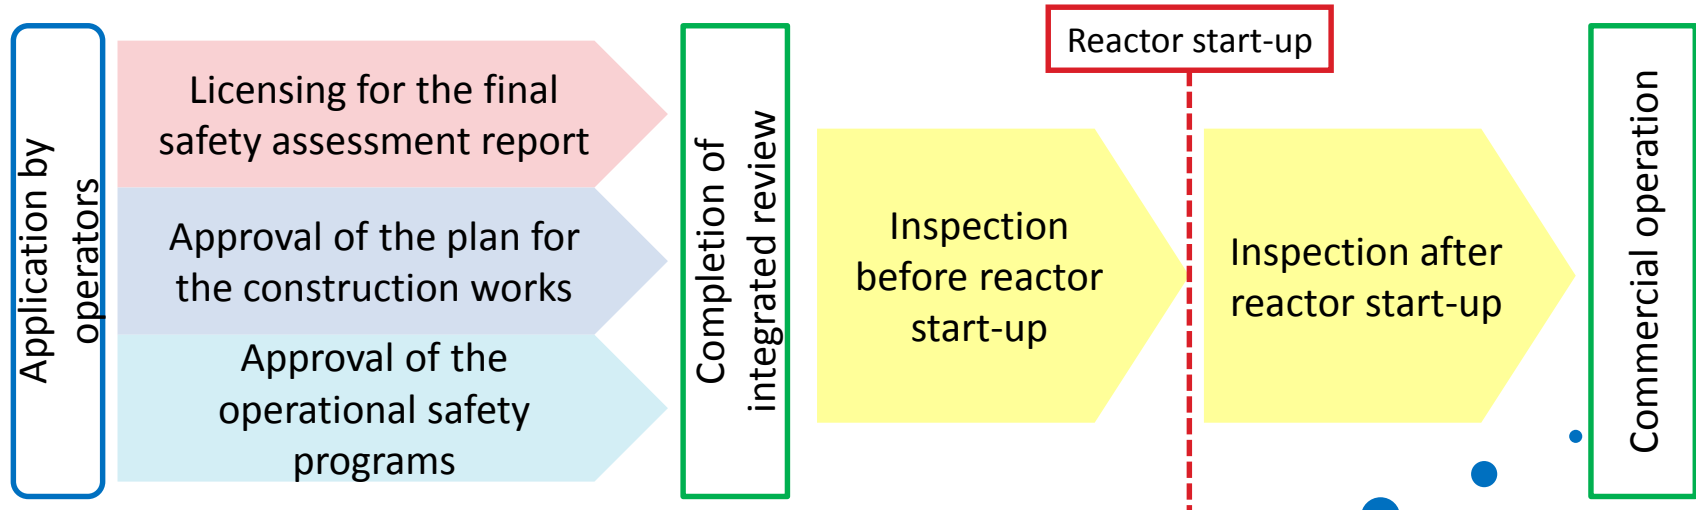 Application by
operators
Licensing for the final
safety assessment report
Approval of the plan for
the construction works
Approval of the
operational safety
programs
Completion of
integrated review
Reactor start-up
Inspection
before reactor
start-up
Inspection after
reactor start-up
Commercial operation